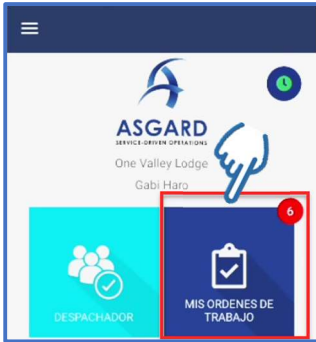 ASGARD
SERVICE-DRIVEN OPERATIONS
One Valley Lodge
Gabi Haro
6
DESPACHADOR
MIS ORDENES DE
TRABAJO